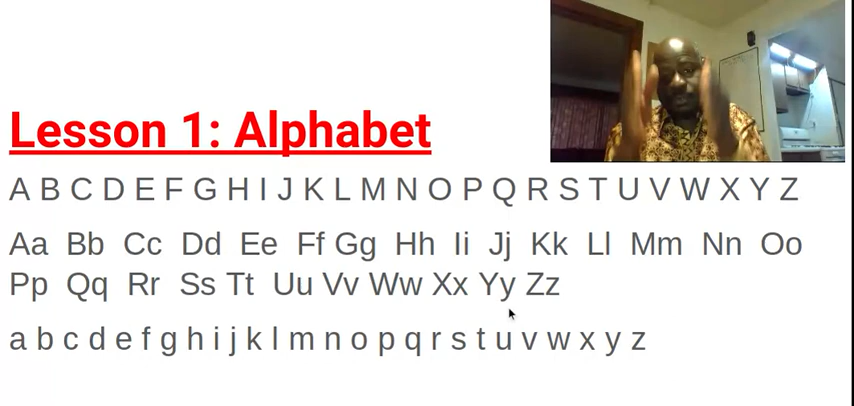 Lesson 1: Alphabet
A B C D E F G H I J K L M N O P Q R S T U V W X Y Z
Aa Bb Cc Dd Ee Ff Gg Hh Ii Jj Kk Ll Mm Nn Oo
Pp Qq Rr Ss Tt Uu Vv Ww Xx Yy Zz
a b c d e f g h i j k l m n o p q r s t u v w x y z